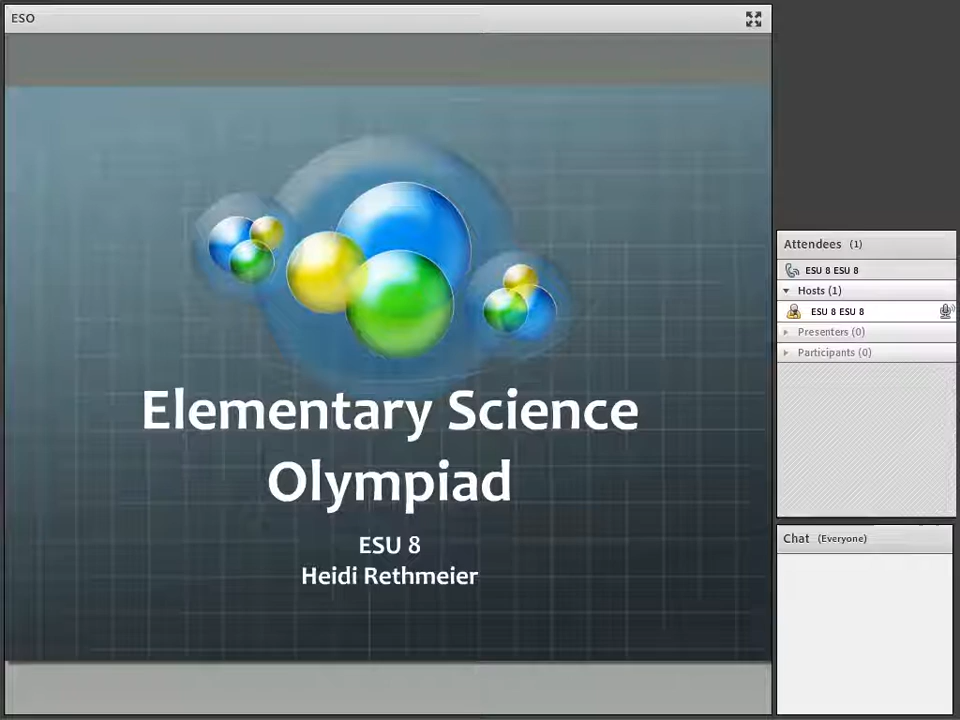 ESO
Elementary Science
Olympiad
ESU 8
Heidi Rethmeier
Attendees (1)
ESU 8 ESU 8
Hosts (1)
ESU 8 ESU 8
Presenters (0)
Participants (0)
Chat (Everyone)